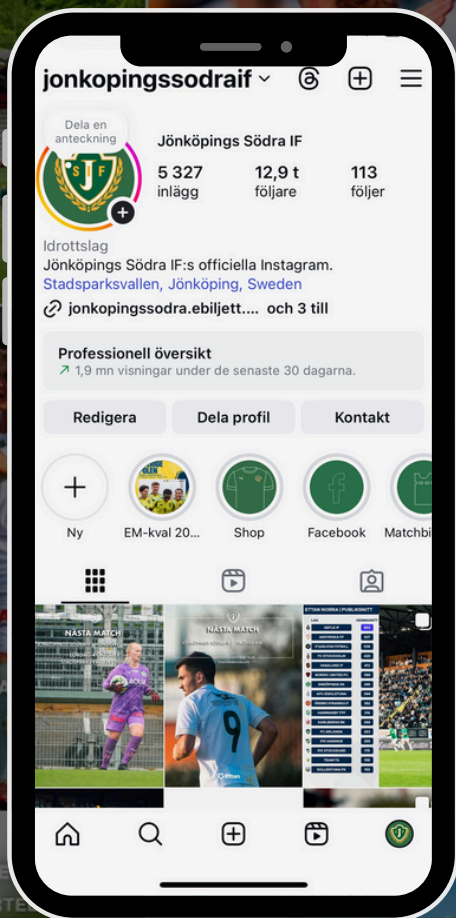 jonkopingssodraif
Dela en
anteckning
Jönköpings Södra IF
5 327
12,9 t
113
inlägg
följare
följer
Idrottslag
Jönköpings Södra IF:s officiella Instagram.
Stadsparksvallen, Jönköping, Sweden
jonkopingssodra.ebiljett.... och 3 till
Professionell översikt
1,9 mn visningar under de senaste 30 dagarna.
Redigera
Dela profil
Kontakt
Ny
EM-kval 20...
Shop
Facebook
Matchbi
NÄSTA MATCH
NÄSTA MATCH
9
Ettan
ETTAN NORRA | PUBLIKSNITT